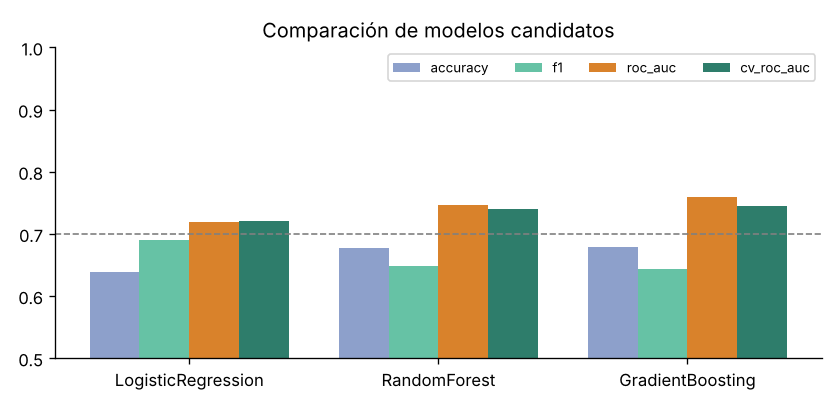 Comparación de modelos candidatos
accuracy f1 roc_auc cv_roc_auc
1.0
0.9
0.8
0.7
0.6
0.5
LogisticRegression RandomForest GradientBoosting